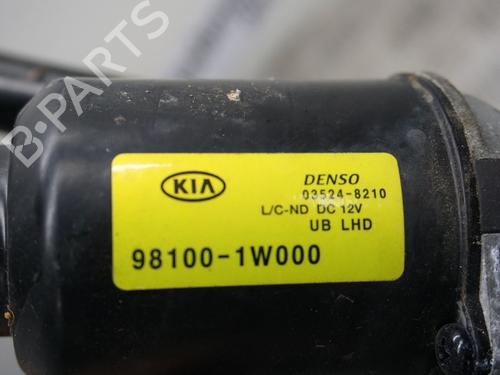 B-PARTS
KIA
DENSO
03524-8210
L/C-ND DC 12V
UB LHD
98100-1W000